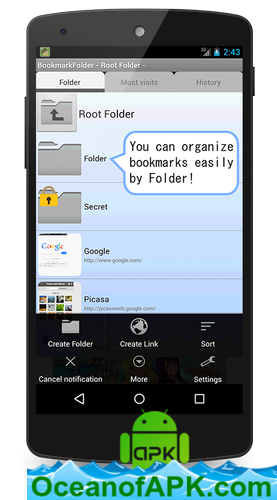 3G 2:43
BookmarkFolder - Root Folder -
Folder Most visits History
Root Folder
Folder
You can organize
bookmarks easily
by Folder!
Secret
Google
http://www.google.com/
Picasa
http://picasaweb.google.com/
Create Folder Create Link Sort
Cancel notification More Settings
APK
OceanofAPK.com